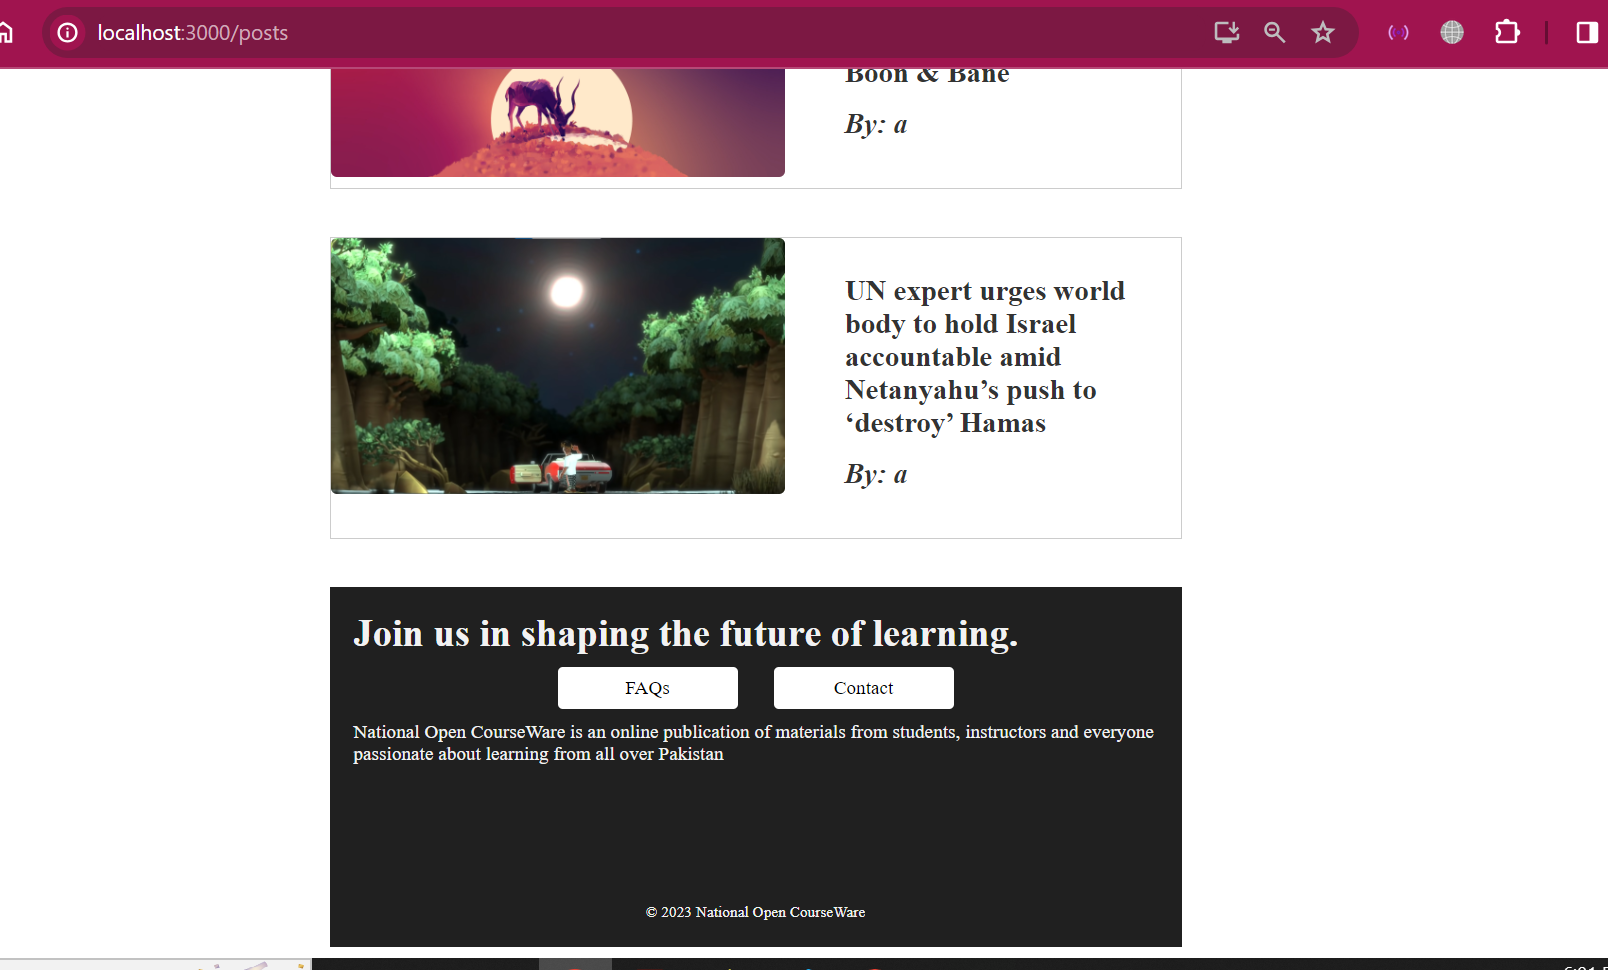 localhost:3000/posts
Boon & Bane
By: a
UN expert urges world
body to hold Israel
accountable amid
Netanyahu’s push to
‘destroy’ Hamas
By: a
Join us in shaping the future of learning.
FAQs
Contact
National Open CourseWare is an online publication of materials from students, instructors and everyone
passionate about learning from all over Pakistan
© 2023 National Open CourseWare